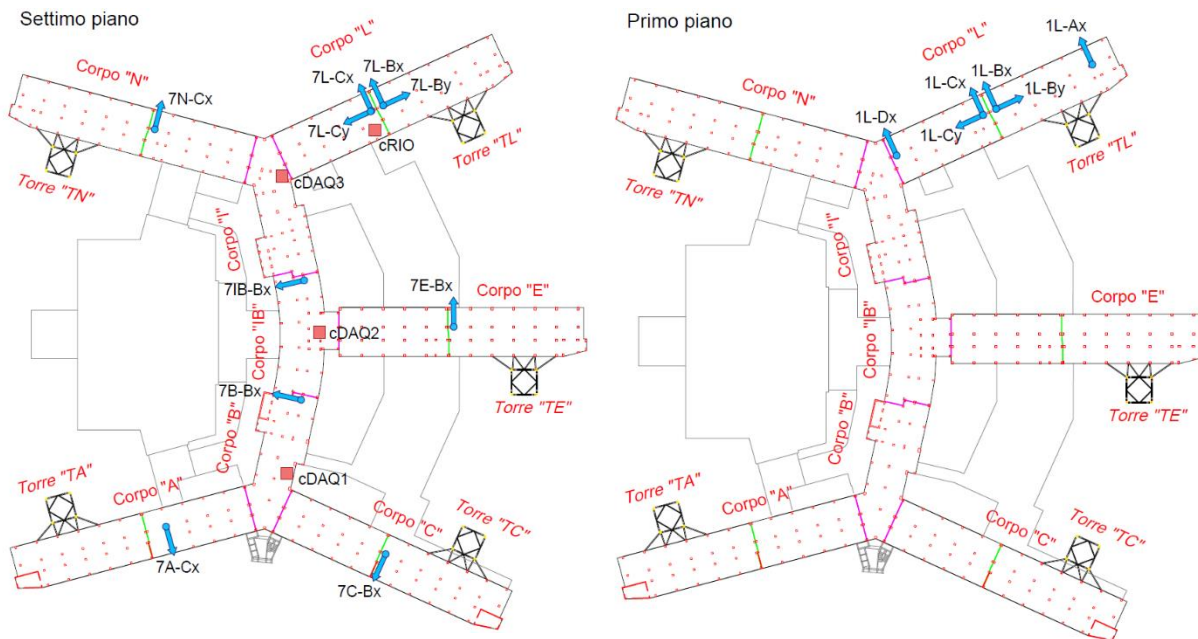 Settimo piano
Corpo "N"
Corpo "L"
7N-Cx
7L-Cx
7L-Bx
7L-By
7L-Cy
cRIO
Torre "TN"
Torre "TL"
cDAQ3
Corpo "I"
7IB-Bx
7E-Bx
Corpo "E"
cDAQ2
Corpo "IB"
7B-Bx
Torre "TE"
Corpo "B"
Torre "TA"
Corpo "A"
cDAQ1
Corpo "C"
Torre "TC"
7A-Cx
7C-Bx
Primo piano
Corpo "N"
Corpo "L"
1L-Ax
1L-Cx
1L-Bx
1L-By
1L-Dx
1L-Cy
Torre "TN"
Torre "TL"
Corpo "I"
Corpo "E"
Corpo "IB"
Torre "TE"
Corpo "B"
Torre "TA"
Corpo "A"
Corpo "C"
Torre "TC"